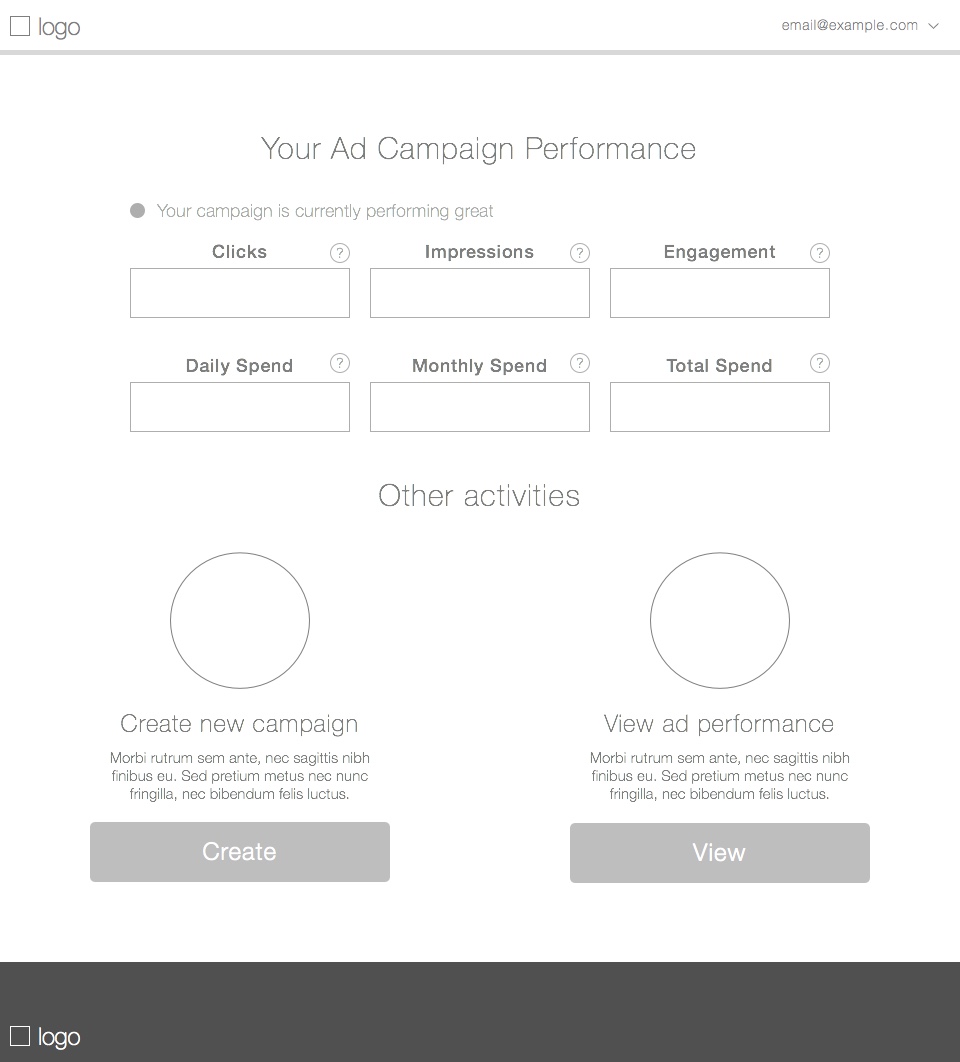 logo
email@example.com
Your Ad Campaign Performance
Your campaign is currently performing great
Clicks ? Impressions ? Engagement ?
Daily Spend ? Monthly Spend ? Total Spend ?
Other activities
Create new campaign
Morbi rutrum sem ante, nec sagittis nibh
finibus eu. Sed pretium metus nec nunc
fringilla, nec bibendum felis luctus.
Create
View ad performance
Morbi rutrum sem ante, nec sagittis nibh
finibus eu. Sed pretium metus nec nunc
fringilla, nec bibendum felis luctus.
View
logo